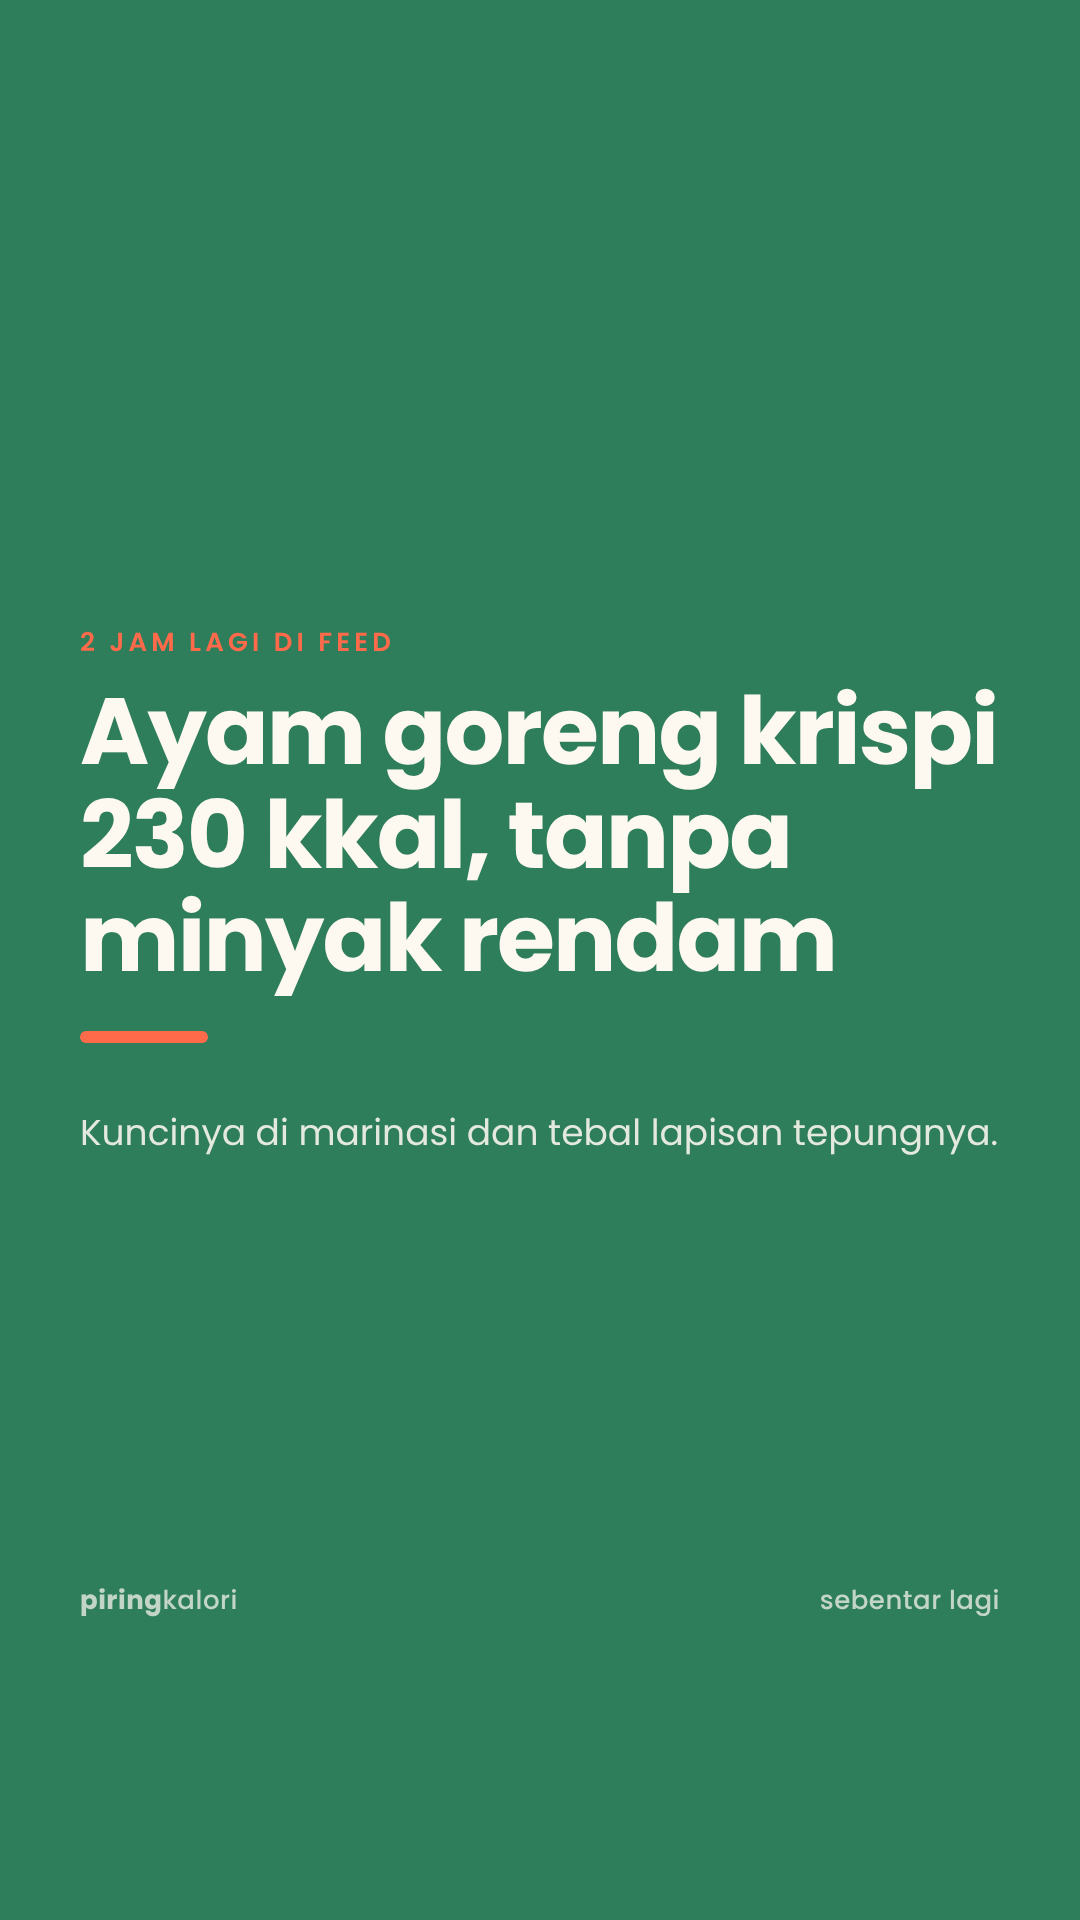 2 JAM LAGI DI FEED
Ayam goreng krispi
230 kkal, tanpa
minyak rendam
Kuncinya di marinasi dan tebal lapisan tepungnya.
piringkalori
sebentar lagi